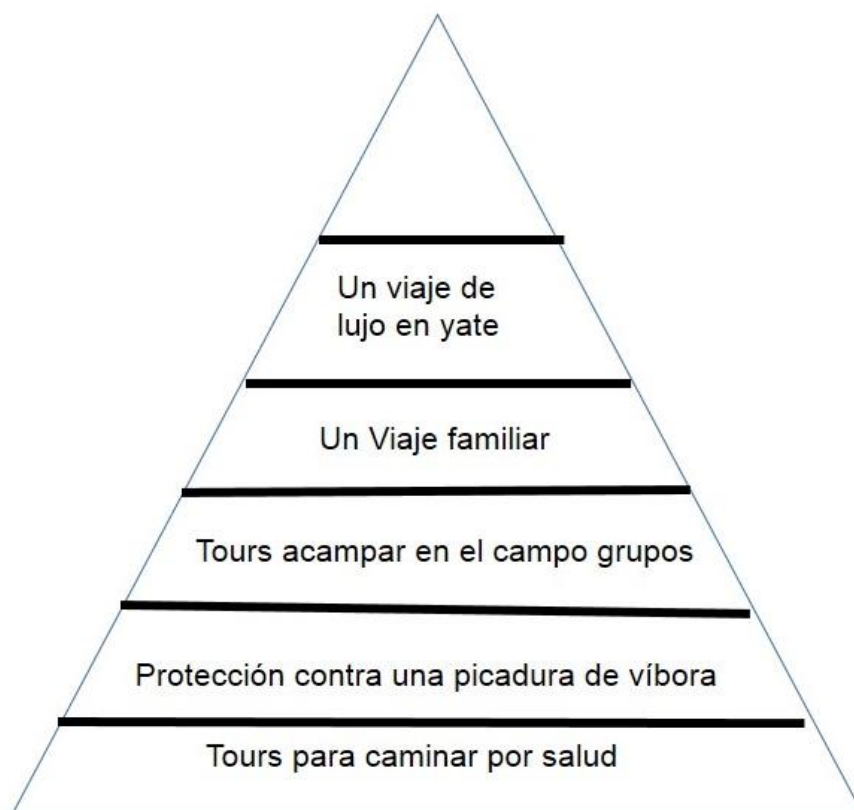 Un viaje de
lujo en yate
Un Viaje familiar
Tours acampar en el campo grupos
Protección contra una picadura de víbora
Tours para caminar por salud